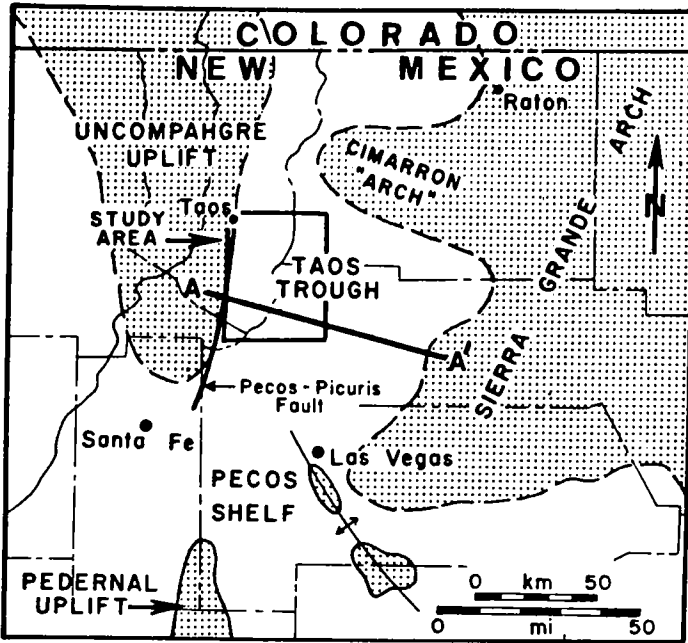 COLORADO
NEW MEXICO
Raton
UNCOMPAHGRE
UPLIFT
CIMARRON
"ARCH"
SIERRA GRANDE ARCH
N
Taos
STUDY
AREA
TAOS
TROUGH
A
A'
Pecos-Picuris
Fault
Santa Fe
Las Vegas
PECOS
SHELF
PEDERNAL
UPLIFT
0 km 50
0 mi 50